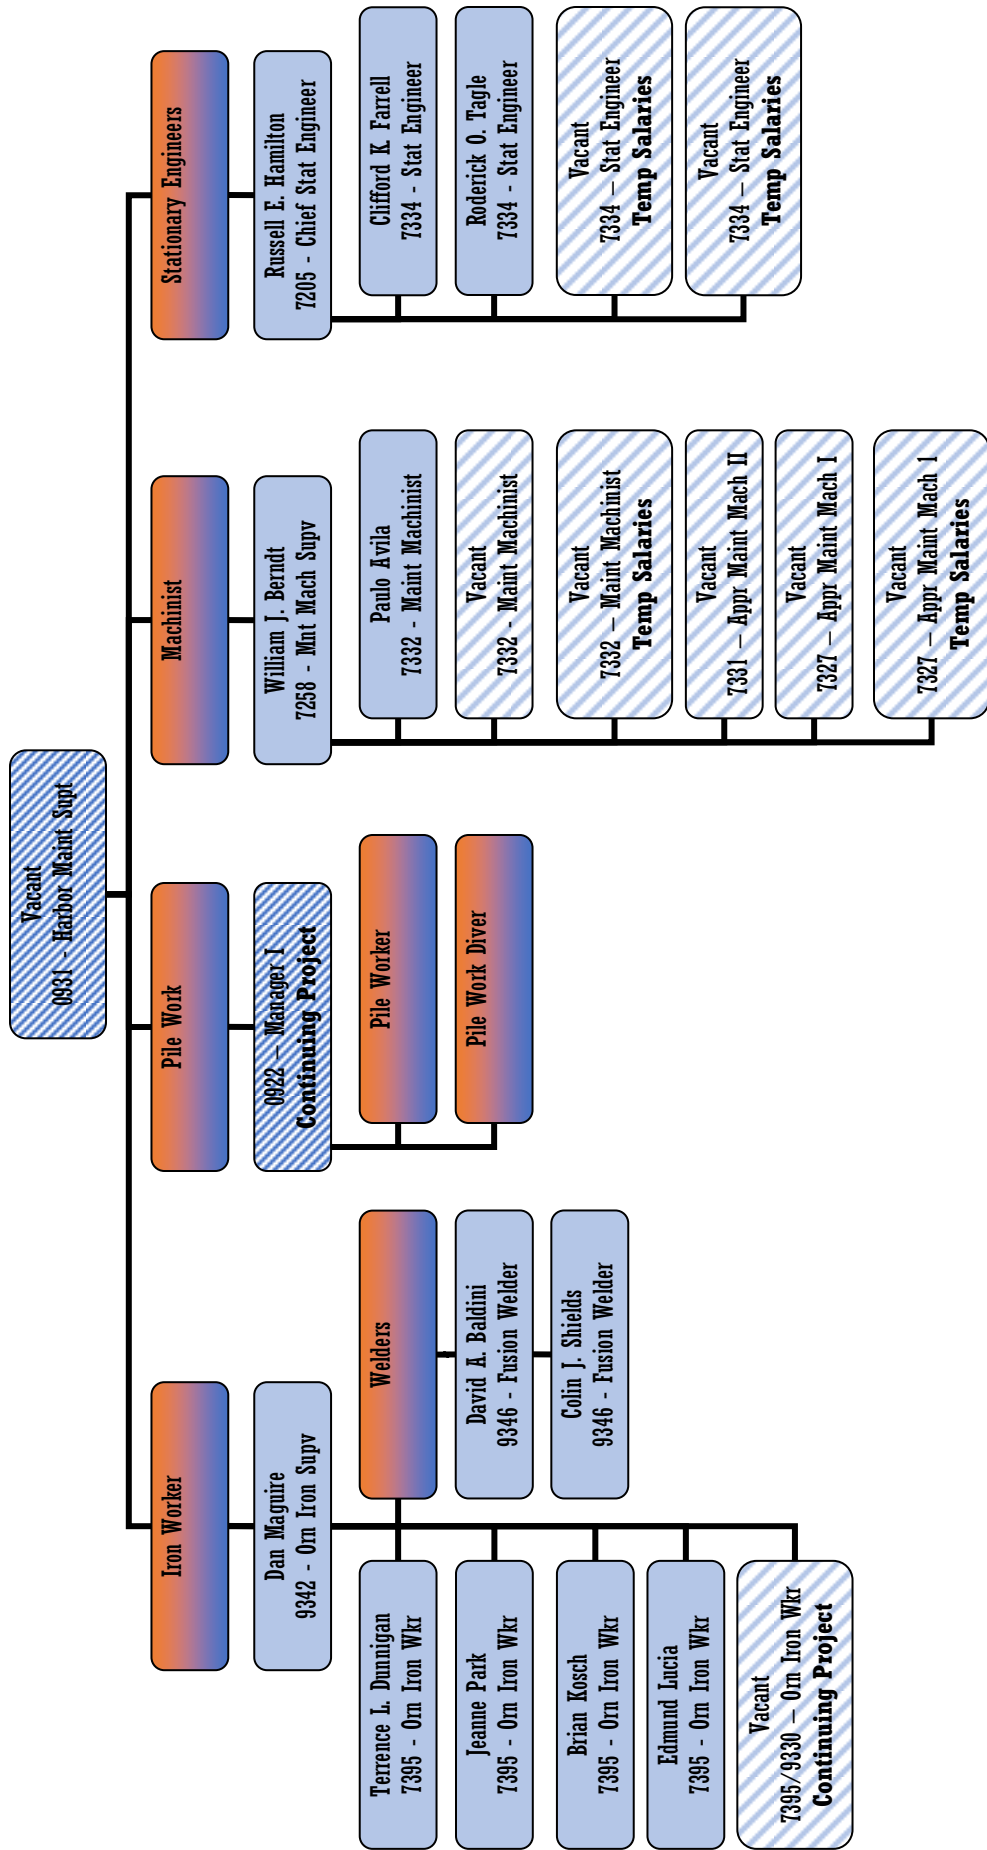 Vacant
0931 - Harbor Maint Supt
Iron Worker
Dan Maguire
9342 - Orn Iron Supv
Terrence L. Dunnigan
7395 - Orn Iron Wkr
Jeanne Park
7395 - Orn Iron Wkr
Brian Kosch
7395 - Orn Iron Wkr
Edmund Lucia
7395 - Orn Iron Wkr
Vacant
7395/9330 – Orn Iron Wkr
Continuing Project
Welders
David A. Baldini
9346 - Fusion Welder
Colin J. Shields
9346 - Fusion Welder
Pile Work
0922 – Manager I
Continuing Project
Pile Worker
Pile Work Diver
Machinist
William J. Berndt
7258 - Mnt Mach Supv
Paulo Avila
7332 - Maint Machinist
Vacant
7332 - Maint Machinist
Vacant
7332 – Maint Machinist
Temp Salaries
Vacant
7331 – Appr Maint Mach II
Vacant
7327 – Appr Maint Mach I
Vacant
7327 – Appr Maint Mach 1
Temp Salaries
Stationary Engineers
Russell E. Hamilton
7205 - Chief Stat Engineer
Clifford K. Farrell
7334 - Stat Engineer
Roderick O. Tagle
7334 - Stat Engineer
Vacant
7334 – Stat Engineer
Temp Salaries
Vacant
7334 – Stat Engineer
Temp Salaries